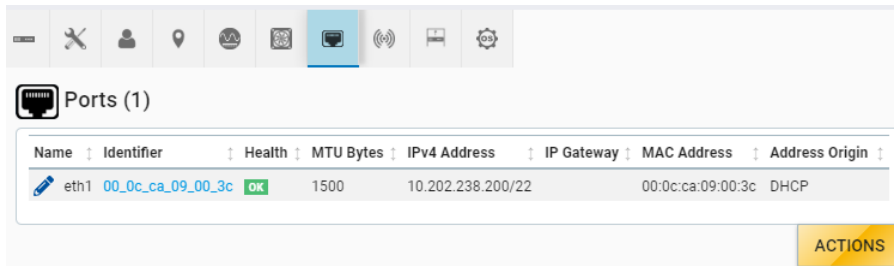 OS
Ports (1)
Name Identifier Health MTU Bytes IPv4 Address IP Gateway MAC Address Address Origin
eth1 00_0c_ca_09_00_3c OK 1500 10.202.238.200/22 00:0c:ca:09:00:3c DHCP
ACTIONS